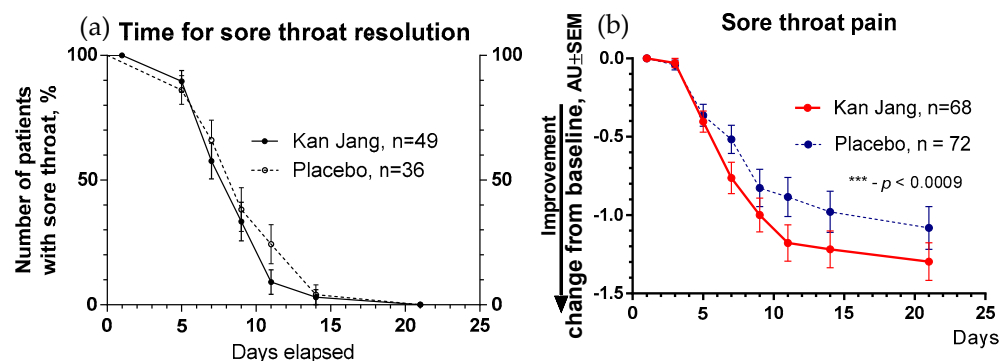 (a)
Time for sore throat resolution
Number of patients
with sore throat, %
100
50
0
100
50
0
Kan Jang, n=49
Placebo, n=36
0 5 10 15 20 25
Days elapsed
(b)
Sore throat pain
Improvement
change from baseline, AU±SEM
0.0
-0.5
-1.0
-1.5
Kan Jang, n=68
Placebo, n = 72
*** - p < 0.0009
0 5 10 15 20 25
Days